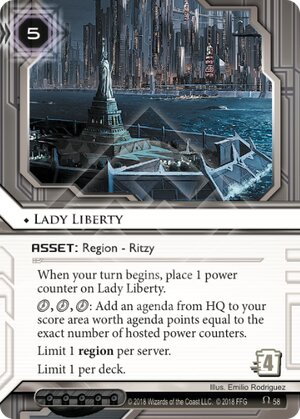 5
♦ Lady Liberty
ASSET: Region - Ritzy
When your turn begins, place 1 power
counter on Lady Liberty.
, , : Add an agenda from HQ to your
score area worth agenda points equal to the
exact number of hosted power counters.
Limit 1 region per server.
Limit 1 per deck.
4
Illus. Emilio Rodriguez
© 2018 Wizards of the Coast LLC. © 2018 FFG 58